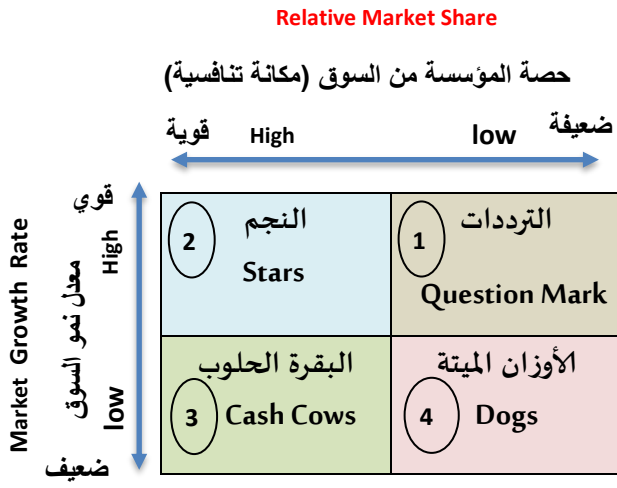 Relative Market Share
حصة المؤسسة من السوق (مكانة تنافسية)
قوية High low ضعيفة
Market Growth Rate
معدل نمو السوق
قوي High
low ضعيف
2 النجم
Stars
1 الترددات
Question Mark
3 البقرة الحلوب
Cash Cows
4 الأوزان الميتة
Dogs